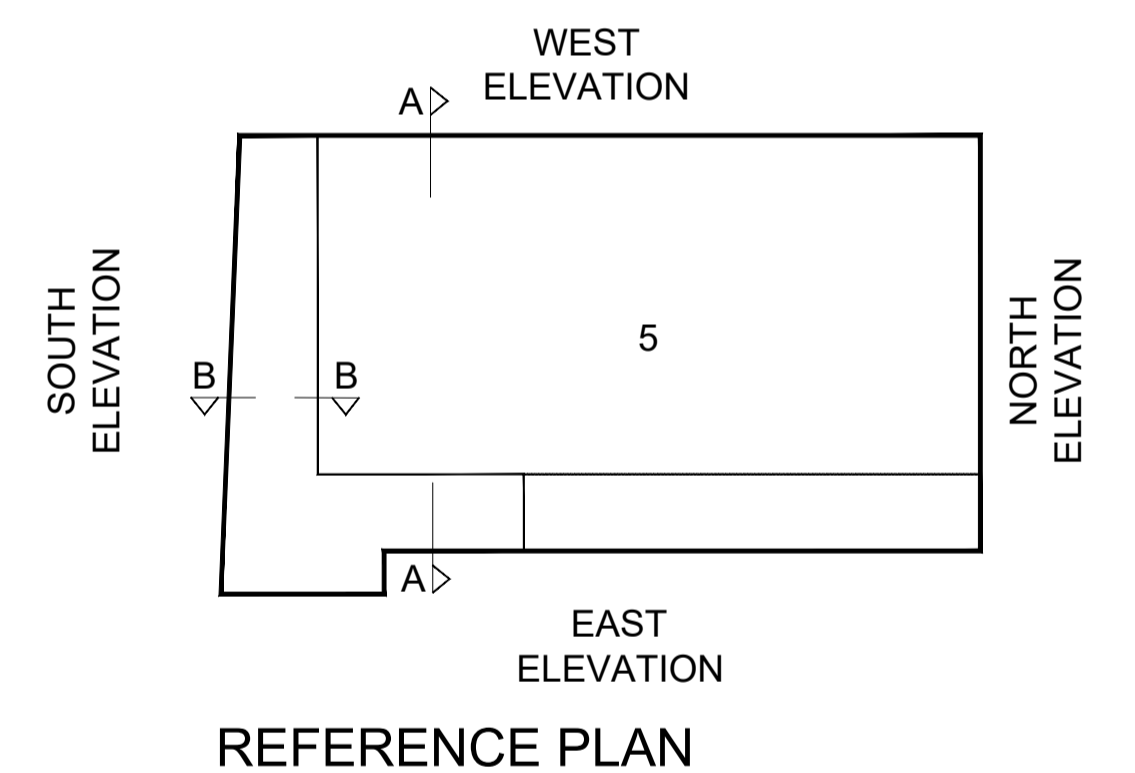 WEST
ELEVATION
A
SOUTH
ELEVATION
B
B
5
NORTH
ELEVATION
A
EAST
ELEVATION
REFERENCE PLAN